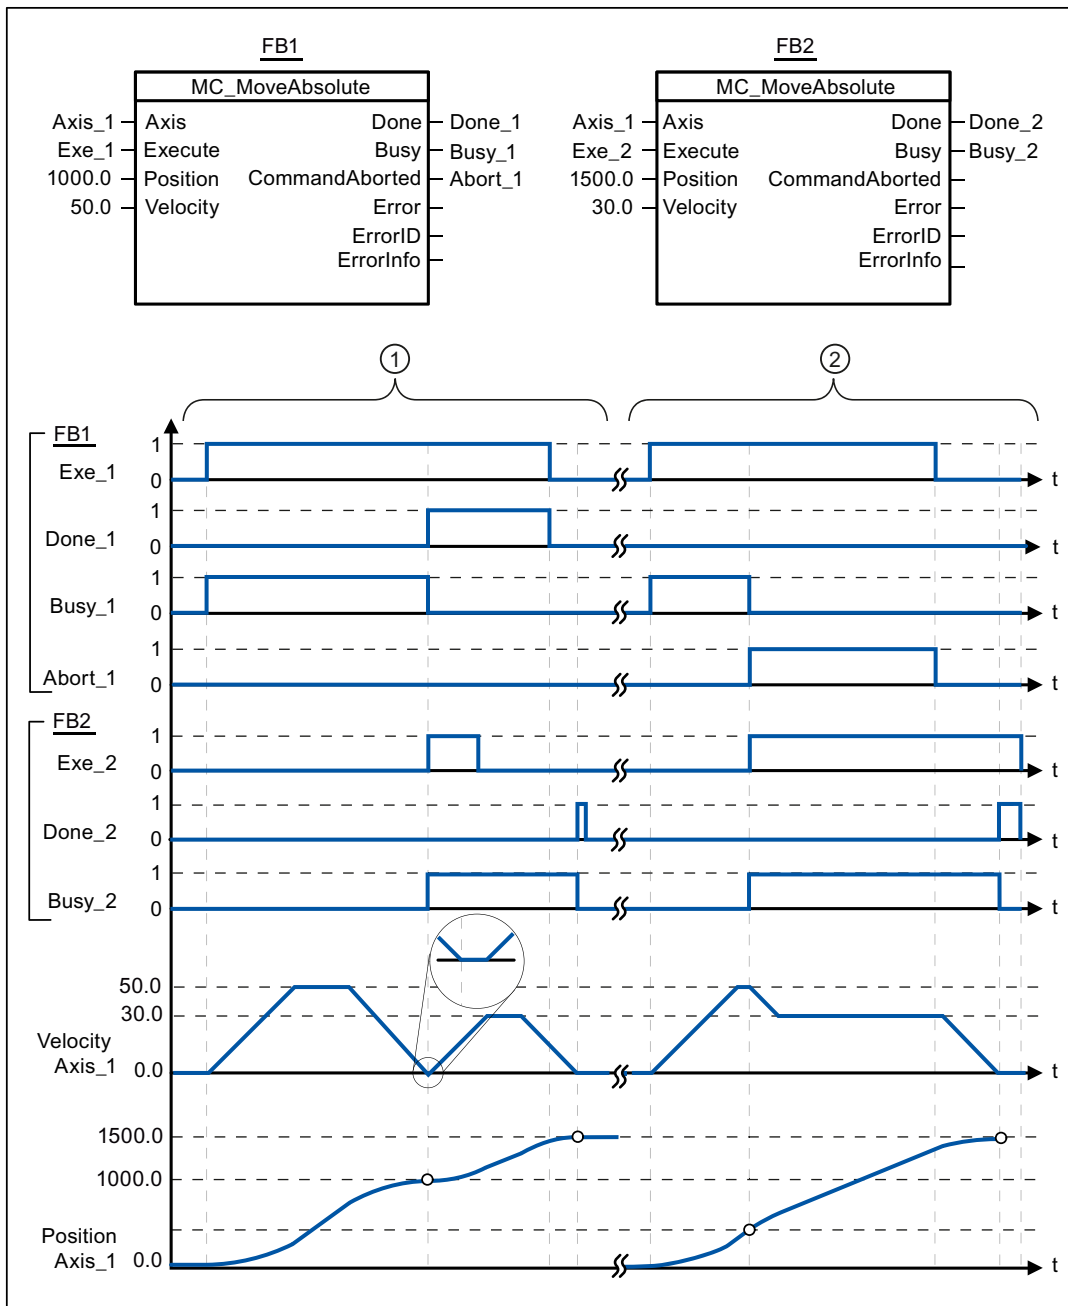 FB1 FB2
MC_MoveAbsolute MC_MoveAbsolute
Axis_1 Axis Done Done_1 Axis_1 Axis Done Done_2
Exe_1 Execute Busy Busy_1 Exe_2 Execute Busy Busy_2
1000.0 Position CommandAborted Abort_1 1500.0 Position CommandAborted
50.0 Velocity Error 30.0 Velocity Error
ErrorID ErrorID
ErrorInfo ErrorInfo
1 2
FB1
1
Exe_1 0 t
1
Done_1 0 t
1
Busy_1 0 t
1
Abort_1 0 t
FB2
1
Exe_2 0 t
1
Done_2 0 t
1
Busy_2 0 t
50.0
30.0
Velocity
Axis_1 0.0 t
1500.0
1000.0
Position
Axis_1 0.0 t